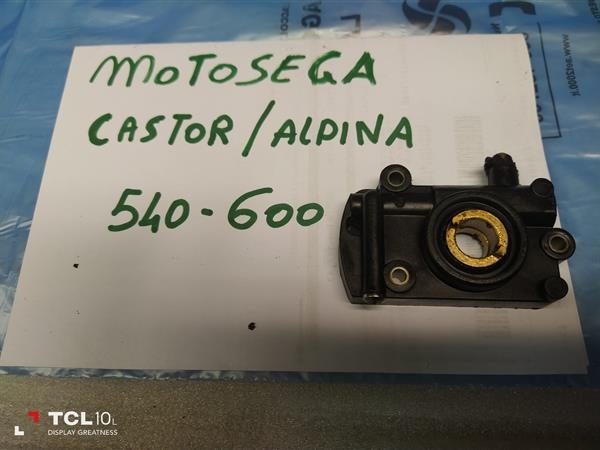 MOTOSEGA
CASTOR/ALPINA
540-600
TCL10L
DISPLAY GREATNESS